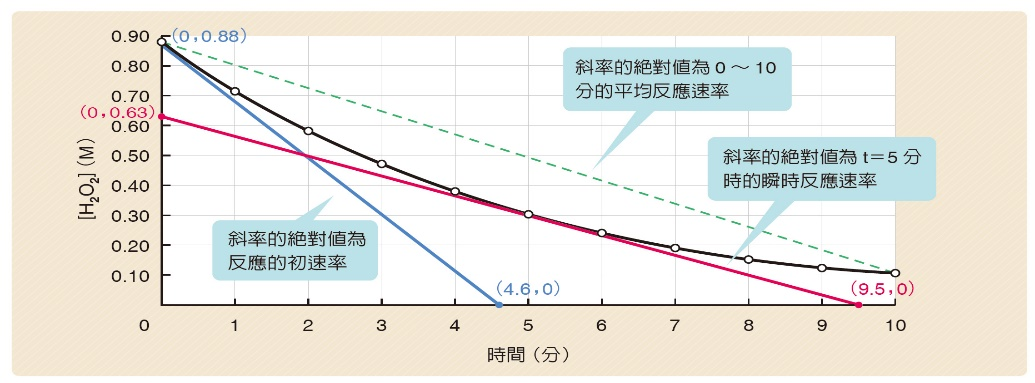 [H₂O₂](M)
0.90
0.80
0.70
0.60
0.50
0.40
0.30
0.20
0.10
0
(0,0.88)
(0,0.63)
斜率的絕對值為 0～10
分的平均反應速率
斜率的絕對值為 t＝5 分
時的瞬時反應速率
斜率的絕對值為
反應的初速率
(4.6,0)
(9.5,0)
1 2 3 4 5 6 7 8 9 10
時間(分)